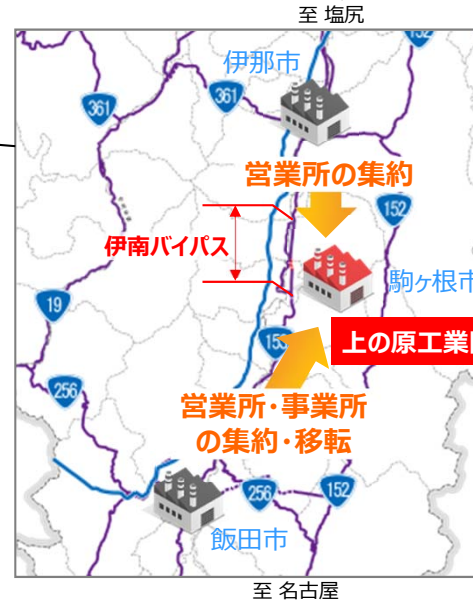 至 塩尻
152
伊那市
361
361
営業所の集約
152
伊南バイパス
駒ヶ根市
19
153
上の原工業
256
営業所・事業所
の集約・移転
256
152
飯田市
至 名古屋